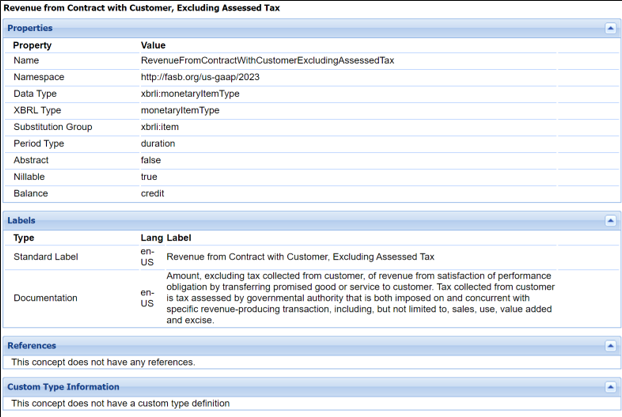 Revenue from Contract with Customer, Excluding Assessed Tax
Properties
Property Value
Name RevenueFromContractWithCustomerExcludingAssessedTax
Namespace http://fasb.org/us-gaap/2023
Data Type xbrli:monetaryItemType
XBRL Type monetaryItemType
Substitution Group xbrli:item
Period Type duration
Abstract false
Nillable true
Balance credit
Labels
Type Lang Label
Standard Label en-US Revenue from Contract with Customer, Excluding Assessed Tax
Documentation en-US Amount, excluding tax collected from customer, of revenue from satisfaction of performance
obligation by transferring promised good or service to customer. Tax collected from customer
is tax assessed by governmental authority that is both imposed on and concurrent with
specific revenue-producing transaction, including, but not limited to, sales, use, value added
and excise.
References
This concept does not have any references.
Custom Type Information
This concept does not have a custom type definition